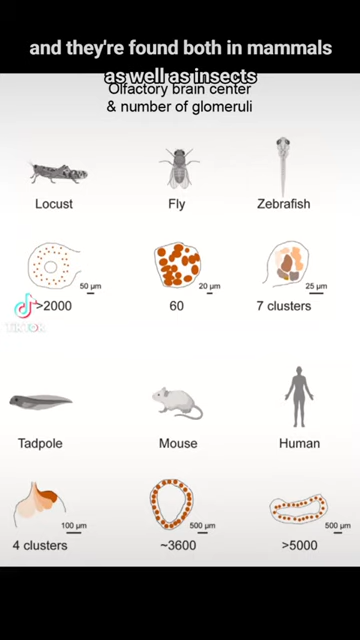 and they're found both in mammals
as well as insects
Olfactory brain center
& number of glomeruli
Locust
Fly
Zebrafish
50 µm
20 µm
25 µm
>2000
60
7 clusters
TikTok
Tadpole
Mouse
Human
100 µm
500 µm
500 µm
4 clusters
~3600
>5000